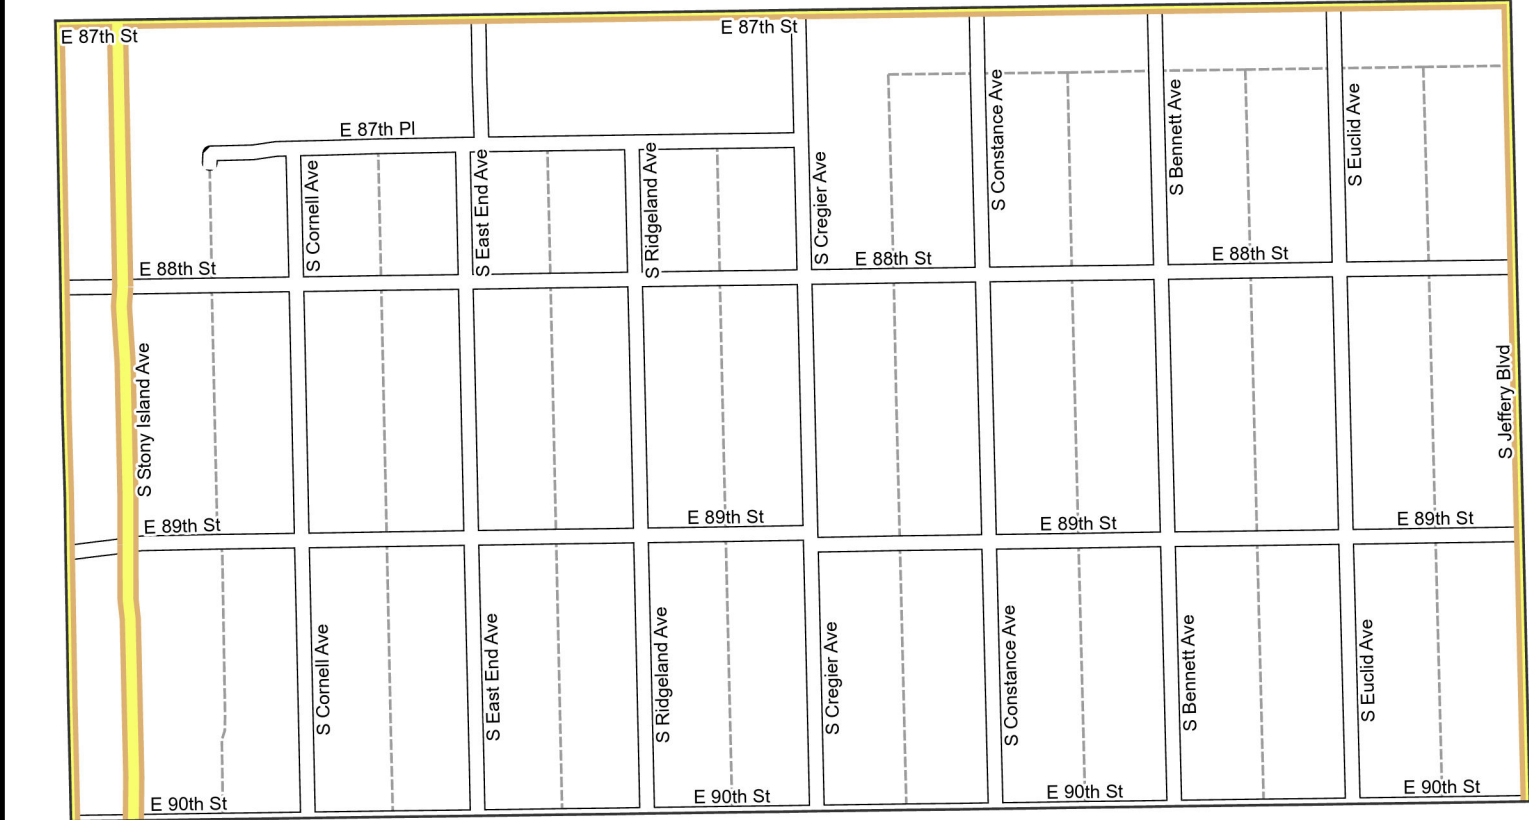 E 87th St
E 87th St
E 87th Pl
S Cornell Ave
S East End Ave
S Ridgeland Ave
S Cregier Ave
S Constance Ave
S Bennett Ave
S Euclid Ave
E 88th St
E 88th St
E 88th St
S Stony Island Ave
S Jeffery Blvd
E 89th St
E 89th St
E 89th St
E 89th St
S Cornell Ave
S East End Ave
S Ridgeland Ave
S Cregier Ave
S Constance Ave
S Bennett Ave
S Euclid Ave
E 90th St
E 90th St
E 90th St
E 90th St